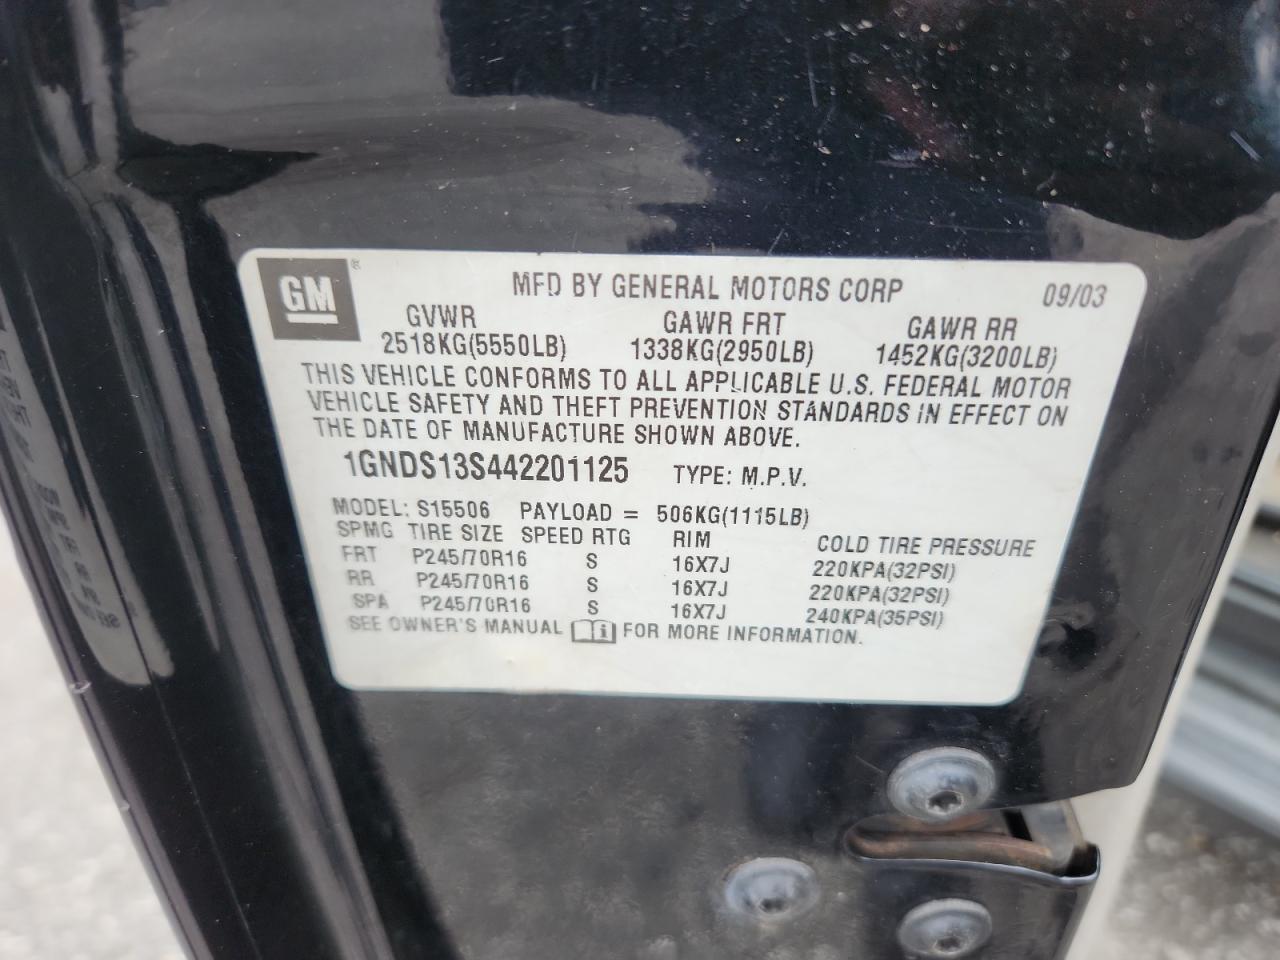 GM ®
MFD BY GENERAL MOTORS CORP 09/03
GVWR GAWR FRT GAWR RR
2518KG(5550LB) 1338KG(2950LB) 1452KG(3200LB)
THIS VEHICLE CONFORMS TO ALL APPLICABLE U.S. FEDERAL MOTOR
VEHICLE SAFETY AND THEFT PREVENTION STANDARDS IN EFFECT ON
THE DATE OF MANUFACTURE SHOWN ABOVE.
1GNDS13S442201125 TYPE: M.P.V.
MODEL: S15506 PAYLOAD = 506KG(1115LB)
SPMG TIRE SIZE SPEED RTG RIM COLD TIRE PRESSURE
FRT P245/70R16 S 16X7J 220KPA(32PSI)
RR P245/70R16 S 16X7J 220KPA(32PSI)
SPA P245/70R16 S 16X7J 240KPA(35PSI)
SEE OWNER'S MANUAL i FOR MORE INFORMATION.